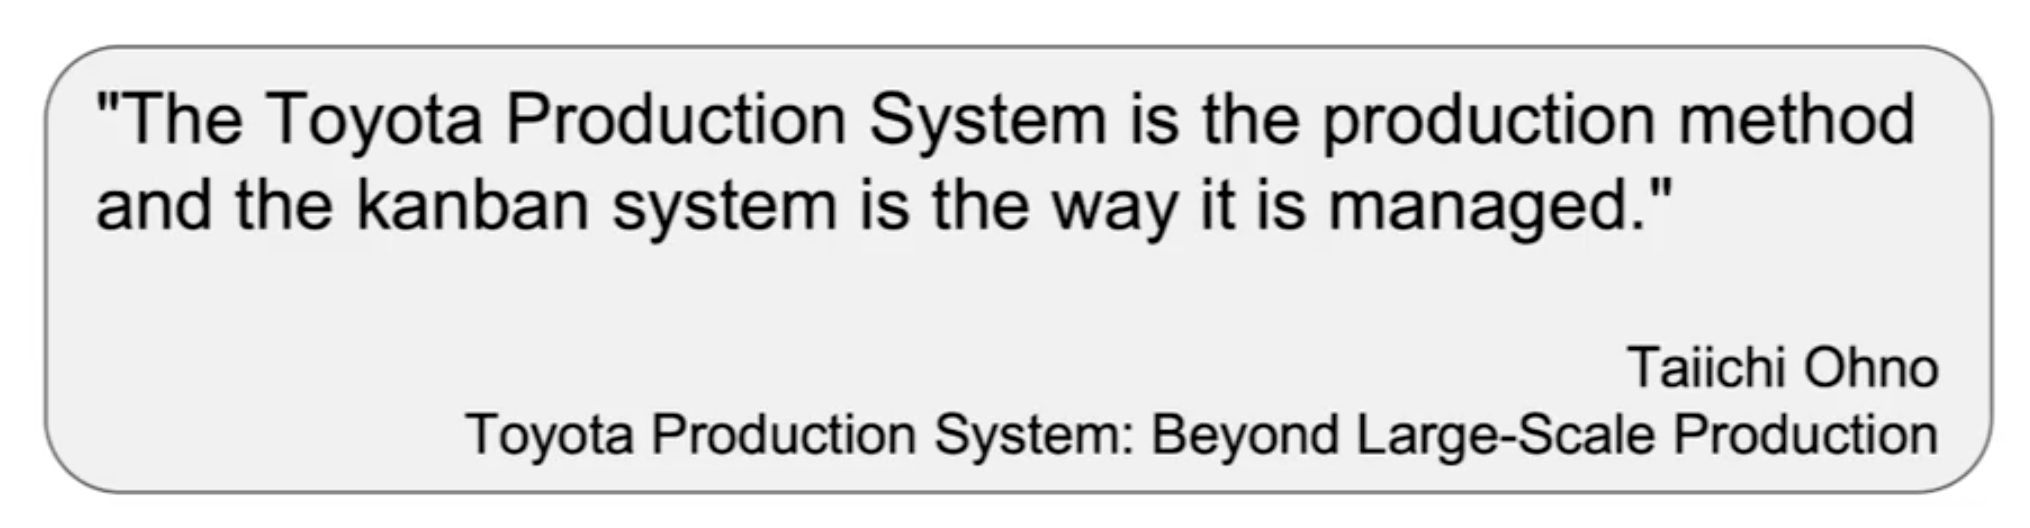 "The Toyota Production System is the production method
and the kanban system is the way it is managed."
Taiichi Ohno
Toyota Production System: Beyond Large-Scale Production